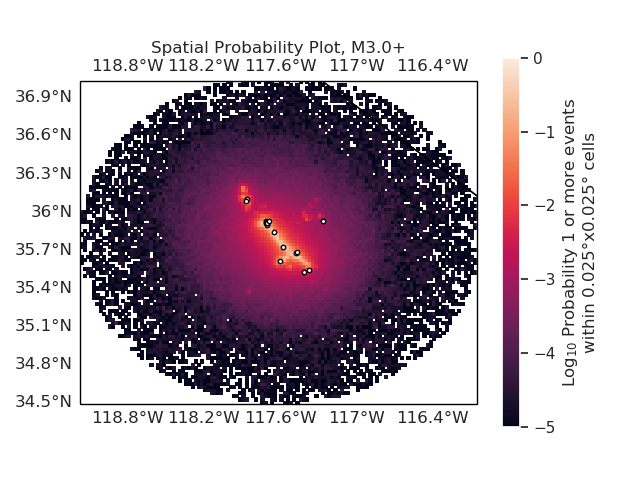 Spatial Probability Plot, M3.0+
118.8°W 118.2°W 117.6°W 117°W 116.4°W
36.9°N
36.6°N
36.3°N
36°N
35.7°N
35.4°N
35.1°N
34.8°N
34.5°N
118.8°W 118.2°W 117.6°W 117°W 116.4°W
0
−1
−2
−3
−4
−5
Log₁₀ Probability 1 or more events
within 0.025°x0.025° cells